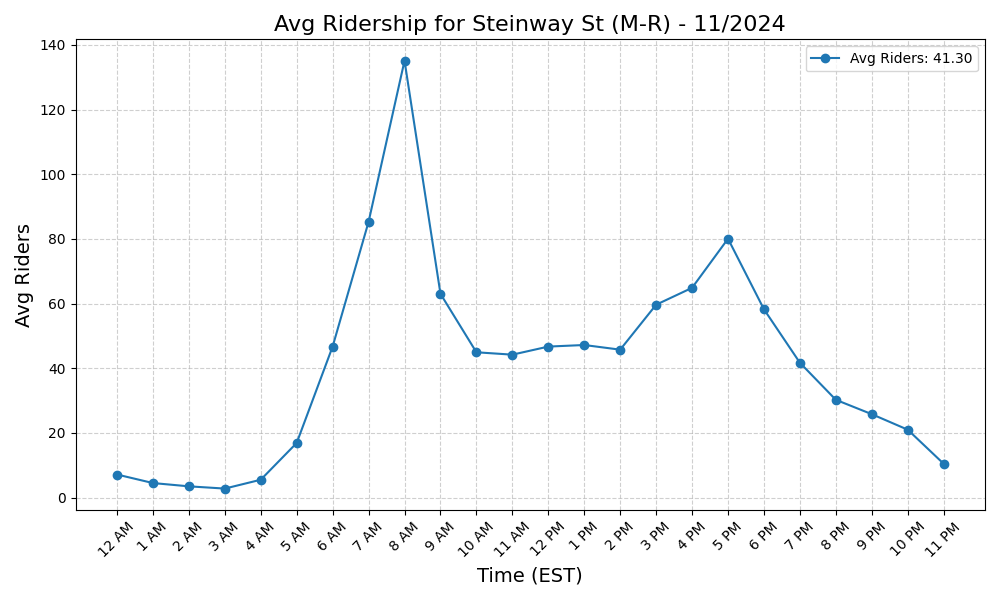 Avg Ridership for Steinway St (M-R) - 11/2024
Avg Riders: 41.30
Avg Riders
140
120
100
80
60
40
20
0
12 AM
1 AM
2 AM
3 AM
4 AM
5 AM
6 AM
7 AM
8 AM
9 AM
10 AM
11 AM
12 PM
1 PM
2 PM
3 PM
4 PM
5 PM
6 PM
7 PM
8 PM
9 PM
10 PM
11 PM
Time (EST)